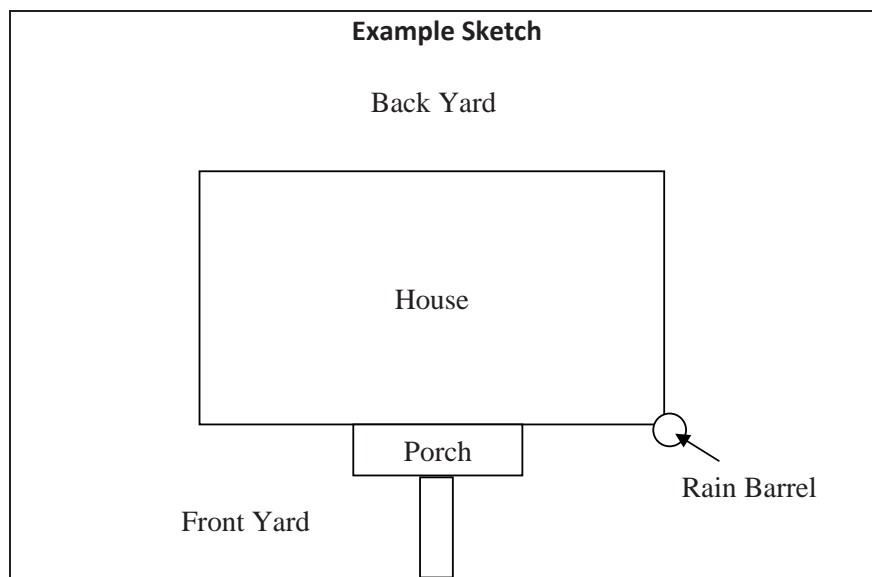 Example Sketch
Back Yard
House
Porch
Rain Barrel
Front Yard